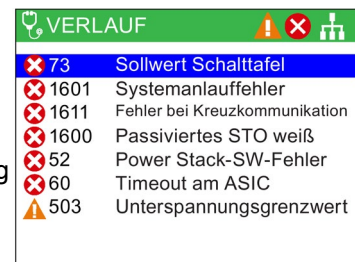 VERLAUF
73 Sollwert Schalttafel
1601 Systemanlauffehler
1611 Fehler bei Kreuzkommunikation
1600 Passiviertes STO weiß
52 Power Stack-SW-Fehler
g
60 Timeout am ASIC
503 Unterspannungsgrenzwert